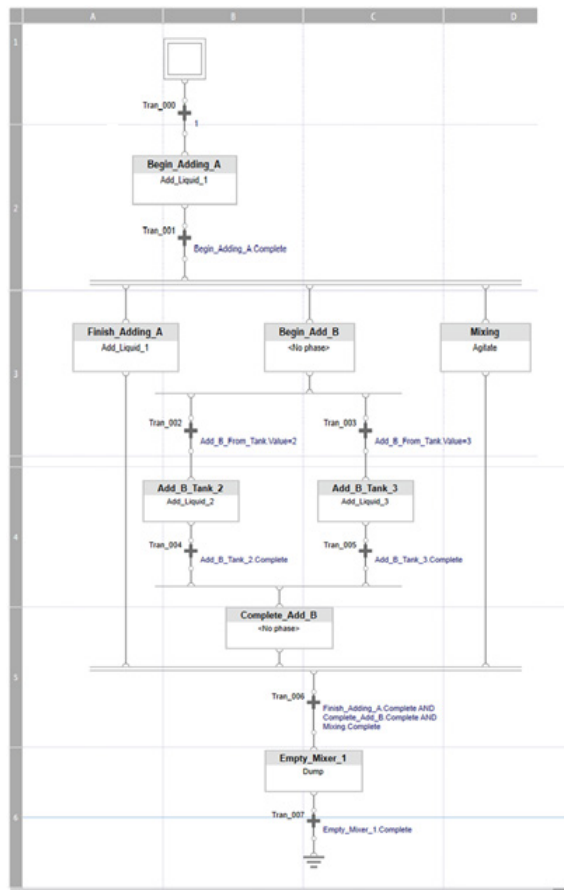 A B C D
1
Tran_000
1
Begin_Adding_A
Add_Liquid_1
2
Tran_001
Begin_Adding_A.Complete
Finish_Adding_A
Add_Liquid_1
Begin_Add_B
<No phase>
Mixing
Agitate
3
Tran_002
Add_B_From_Tank.Value=2
Tran_003
Add_B_From_Tank.Value=3
Add_B_Tank_2
Add_Liquid_2
Add_B_Tank_3
Add_Liquid_3
4
Tran_004
Add_B_Tank_2.Complete
Tran_005
Add_B_Tank_3.Complete
Complete_Add_B
<No phase>
5
Tran_006
Finish_Adding_A.Complete AND
Complete_Add_B.Complete AND
Mixing.Complete
Empty_Mixer_1
Dump
6
Tran_007
Empty_Mixer_1.Complete